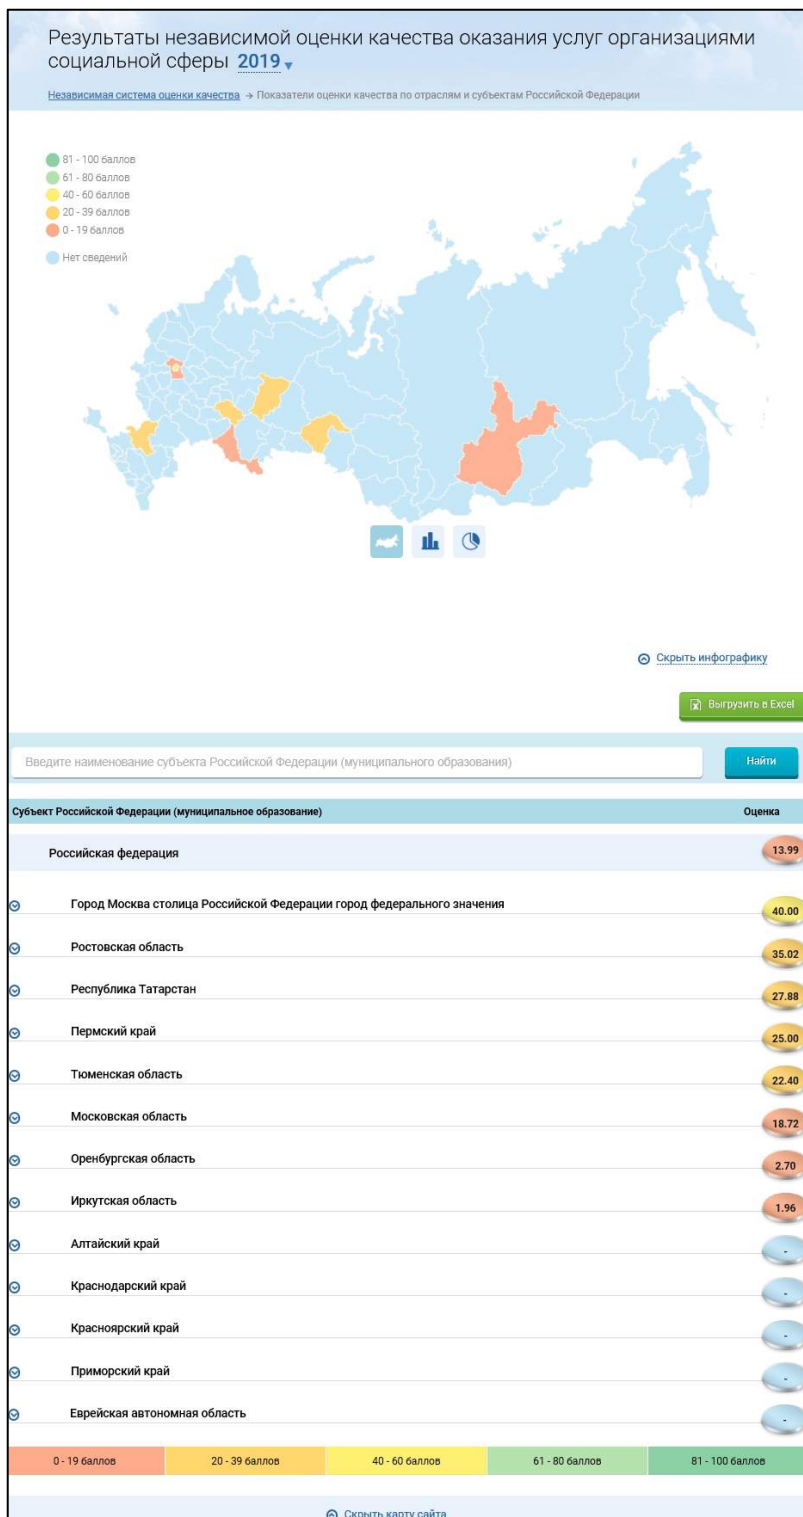 Результаты независимой оценки качества оказания услуг организациями
социальной сферы 2019
Независимая система оценки качества → Показатели оценки качества по отраслям и субъектам Российской Федерации
81 - 100 баллов
61 - 80 баллов
40 - 60 баллов
20 - 39 баллов
0 - 19 баллов
Нет сведений
Скрыть инфографику
Выгрузить в Excel
Введите наименование субъекта Российской Федерации (муниципального образования)
Найти
Субъект Российской Федерации (муниципальное образование) Оценка
Российская федерация 13.99
Город Москва столица Российской Федерации город федерального значения 40.00
Ростовская область 35.02
Республика Татарстан 27.88
Пермский край 25.00
Тюменская область 22.40
Московская область 18.72
Оренбургская область 2.70
Иркутская область 1.96
Алтайский край -
Краснодарский край -
Красноярский край -
Приморский край -
Еврейская автономная область -
0 - 19 баллов 20 - 39 баллов 40 - 60 баллов 61 - 80 баллов 81 - 100 баллов
Скрыть карту сайта